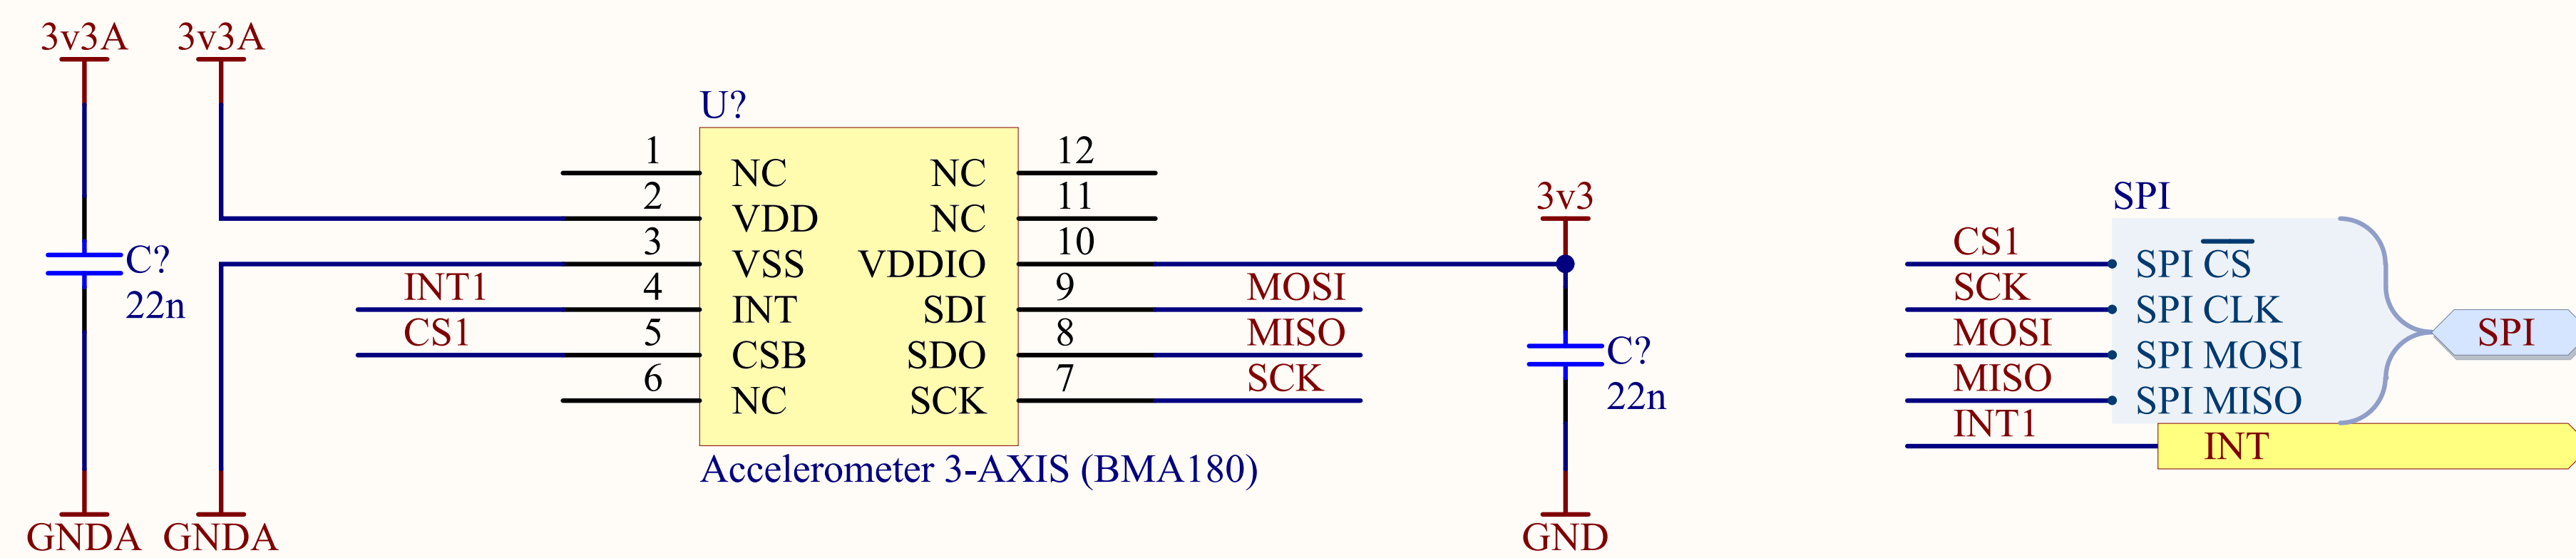 3v3A
3v3A
C?
22n
GNDA
GNDA
U?
1
NC
2
VDD
3
VSS
INT1
4
INT
CS1
5
CSB
6
NC
12
NC
11
NC
10
VDDIO
9
SDI
MOSI
8
SDO
MISO
7
SCK
SCK
Accelerometer 3-AXIS (BMA180)
3v3
C?
22n
GND
SPI
CS1
SPI C̅S̅
SCK
SPI CLK
MOSI
SPI MOSI
MISO
SPI MISO
INT1
INT
SPI